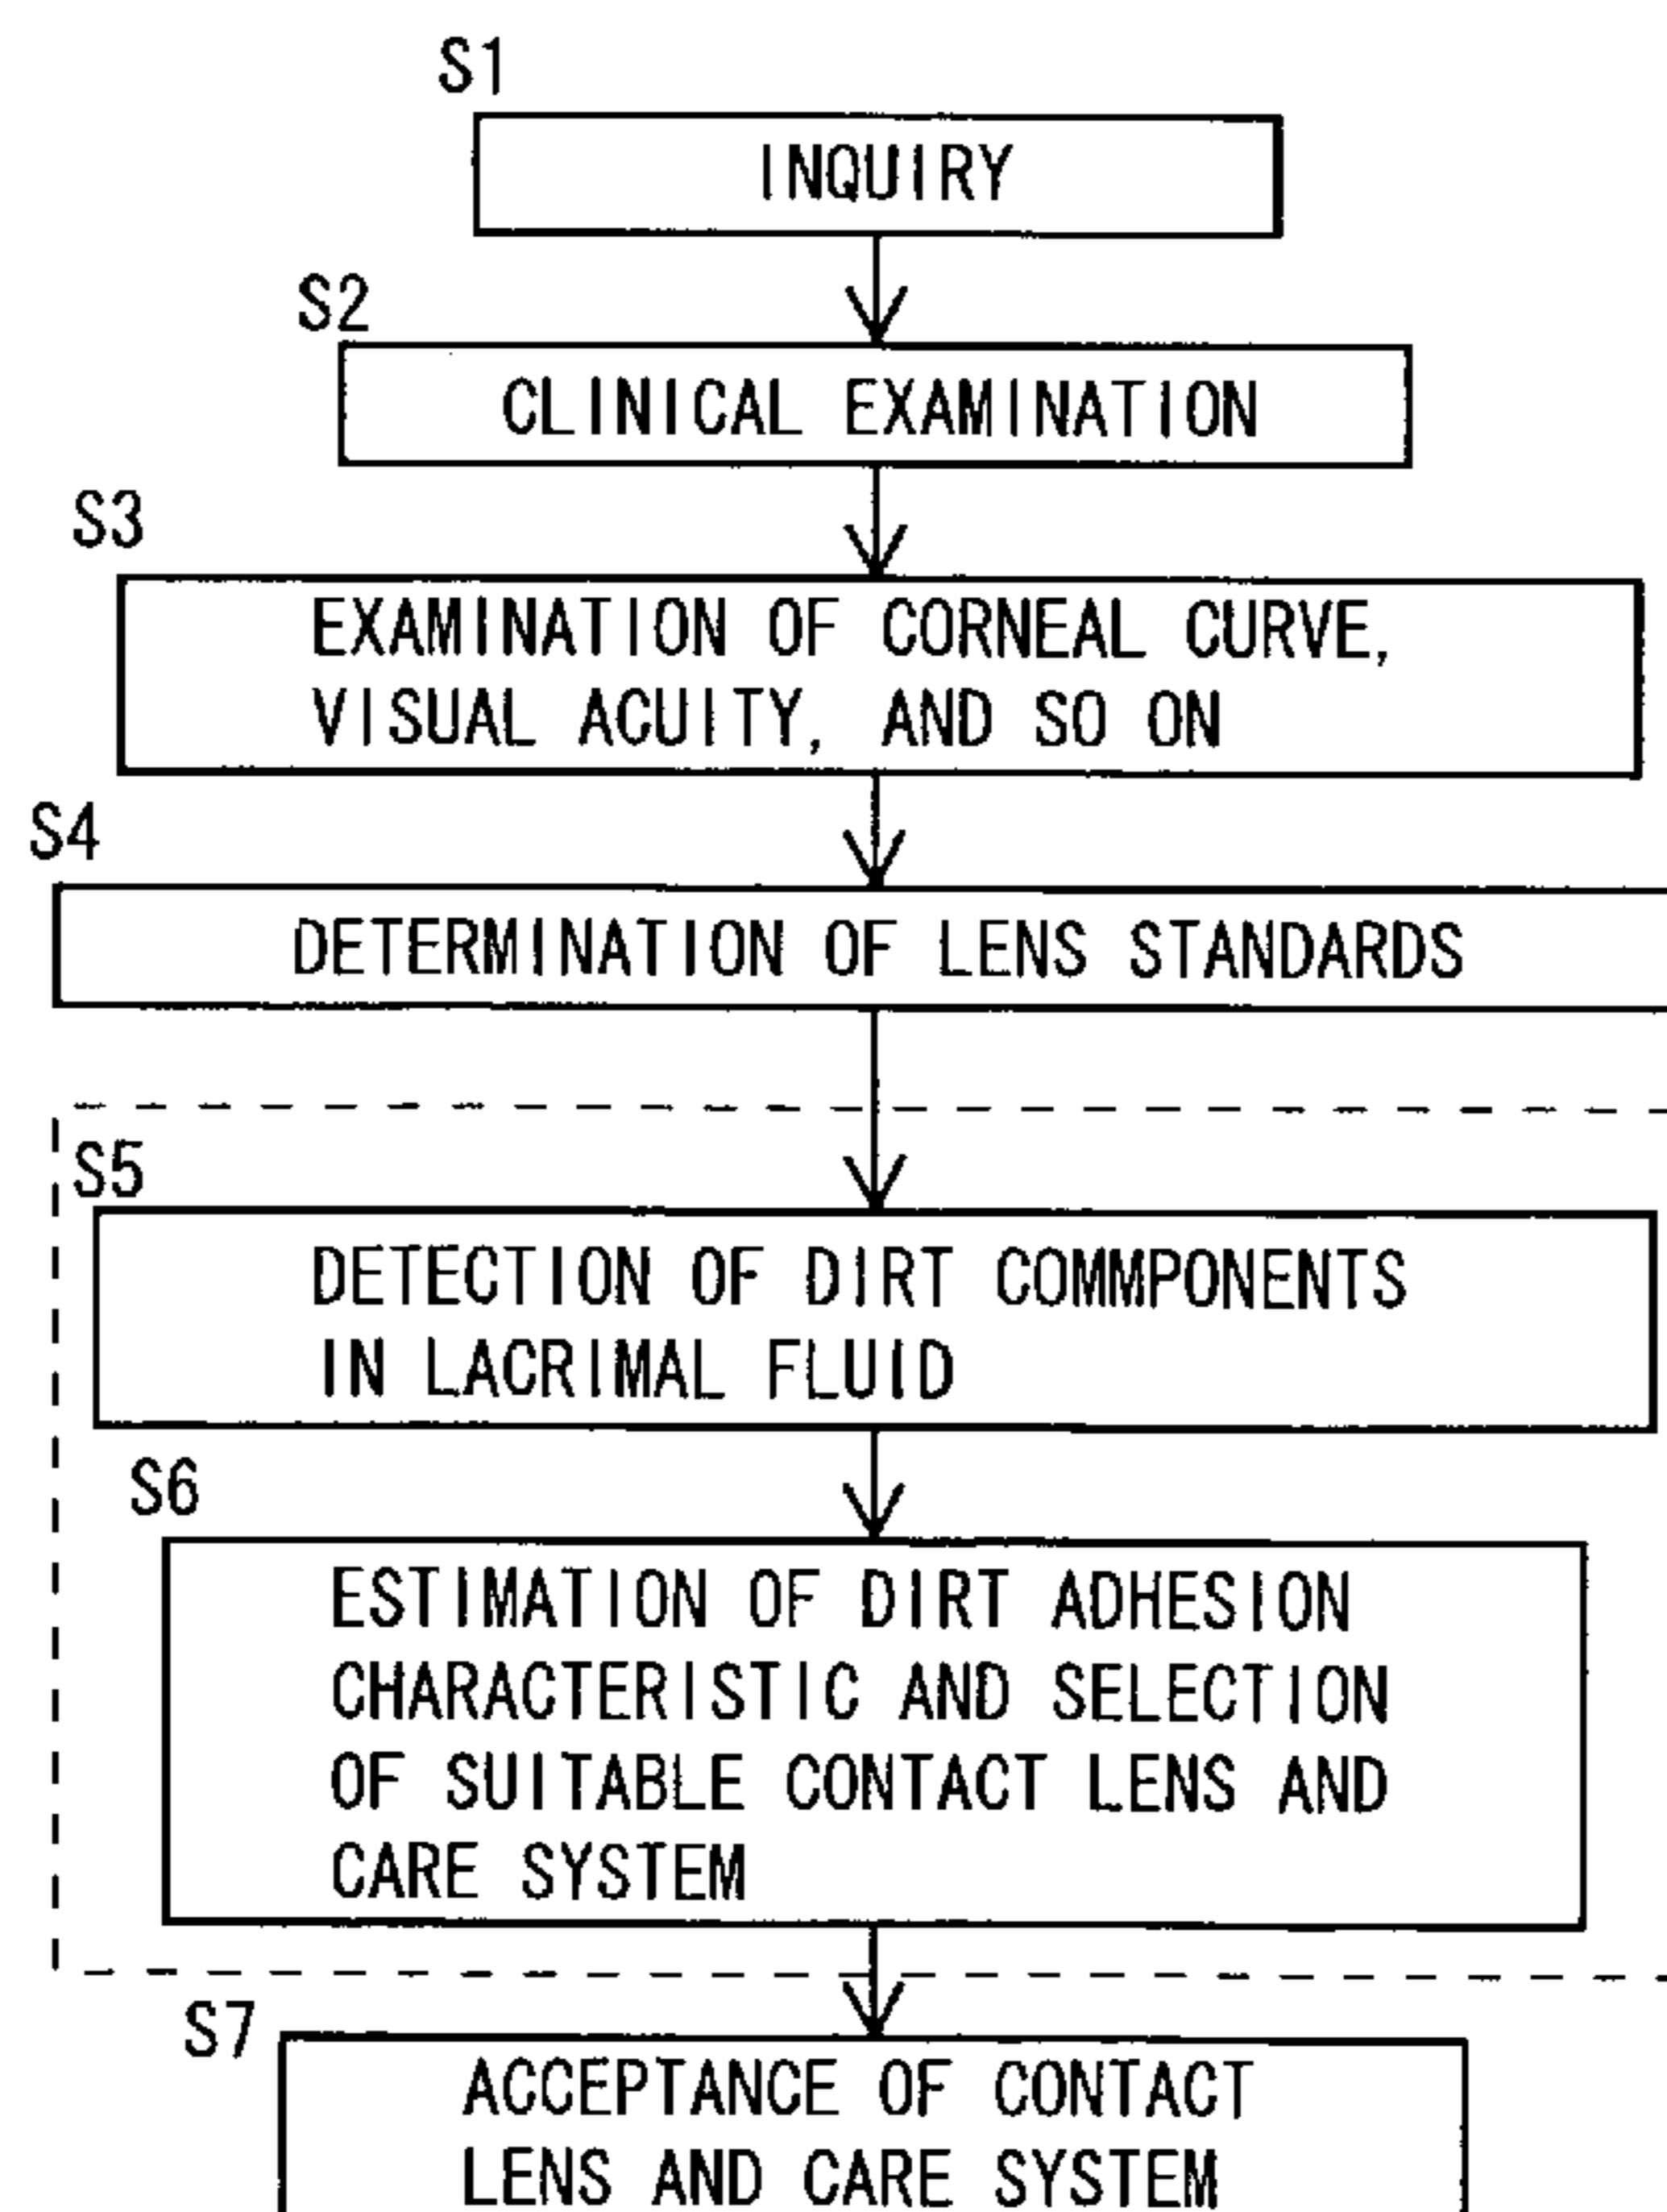 S1
INQUIRY
S2
CLINICAL EXAMINATION
S3
EXAMINATION OF CORNEAL CURVE,
VISUAL ACUITY, AND SO ON
S4
DETERMINATION OF LENS STANDARDS
S5
DETECTION OF DIRT COMMPONENTS
IN LACRIMAL FLUID
S6
ESTIMATION OF DIRT ADHESION
CHARACTERISTIC AND SELECTION
OF SUITABLE CONTACT LENS AND
CARE SYSTEM
S7
ACCEPTANCE OF CONTACT
LENS AND CARE SYSTEM